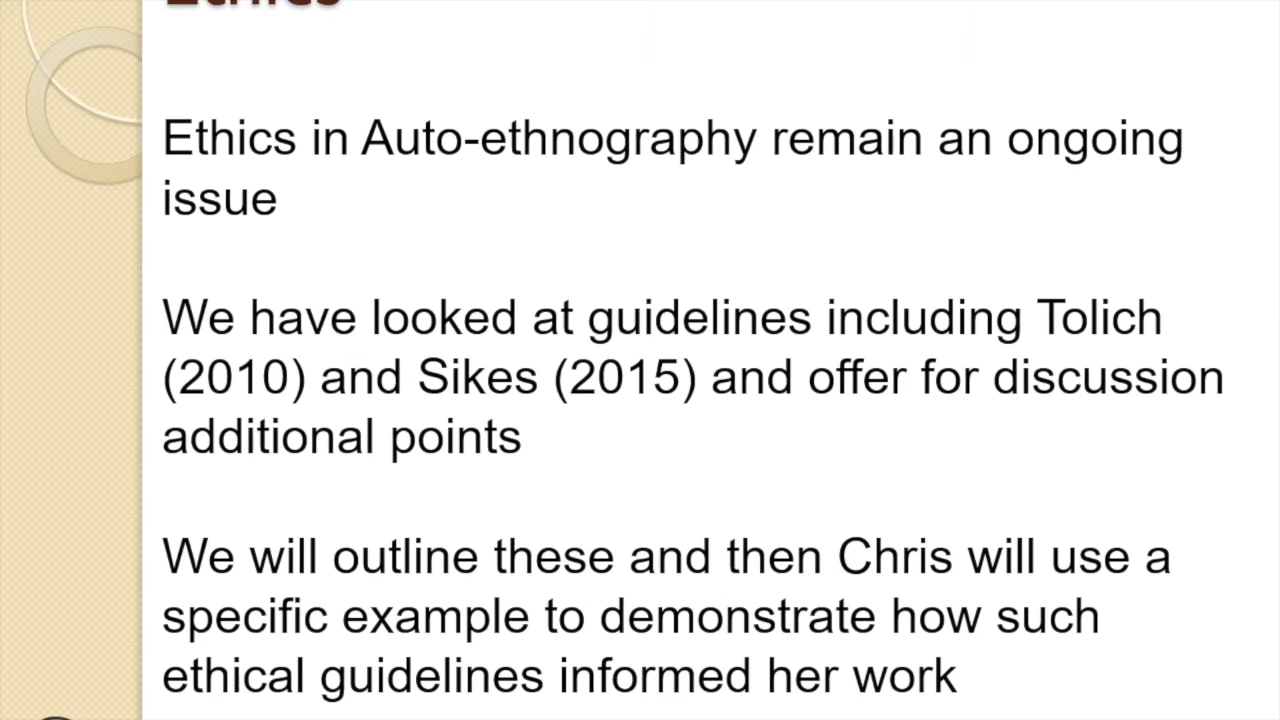 Ethics
Ethics in Auto-ethnography remain an ongoing
issue
We have looked at guidelines including Tolich
(2010) and Sikes (2015) and offer for discussion
additional points
We will outline these and then Chris will use a
specific example to demonstrate how such
ethical guidelines informed her work